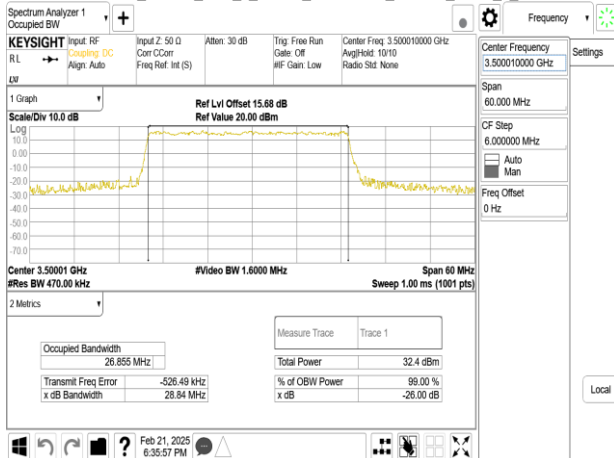 Spectrum Analyzer 1
Occupied BW
+
Frequency
KEYSIGHT
RL
LXI
Input: RF
Coupling: DC
Align: Auto
Input Z: 50 Ω
Corr CCorr
Freq Ref: Int (S)
Atten: 30 dB
Trig: Free Run
Gate: Off
#IF Gain: Low
Center Freq: 3.500010000 GHz
Avg|Hold: 10/10
Radio Std: None
Center Frequency
3.500010000 GHz
Settings
Span
60.000 MHz
CF Step
6.000000 MHz
Auto
Man
Freq Offset
0 Hz
Local
1 Graph
Scale/Div 10.0 dB
Ref Lvl Offset 15.68 dB
Ref Value 20.00 dBm
Log
10.0
0.00
-10.0
-20.0
-30.0
-40.0
-50.0
-60.0
-70.0
Center 3.50001 GHz
#Res BW 470.00 kHz
#Video BW 1.6000 MHz
Span 60 MHz
Sweep 1.00 ms (1001 pts)
2 Metrics
Occupied Bandwidth
26.855 MHz
Transmit Freq Error -526.49 kHz
x dB Bandwidth 28.84 MHz
Measure Trace Trace 1
Total Power 32.4 dBm
% of OBW Power 99.00 %
x dB -26.00 dB
?
Feb 21, 2025
6:35:57 PM